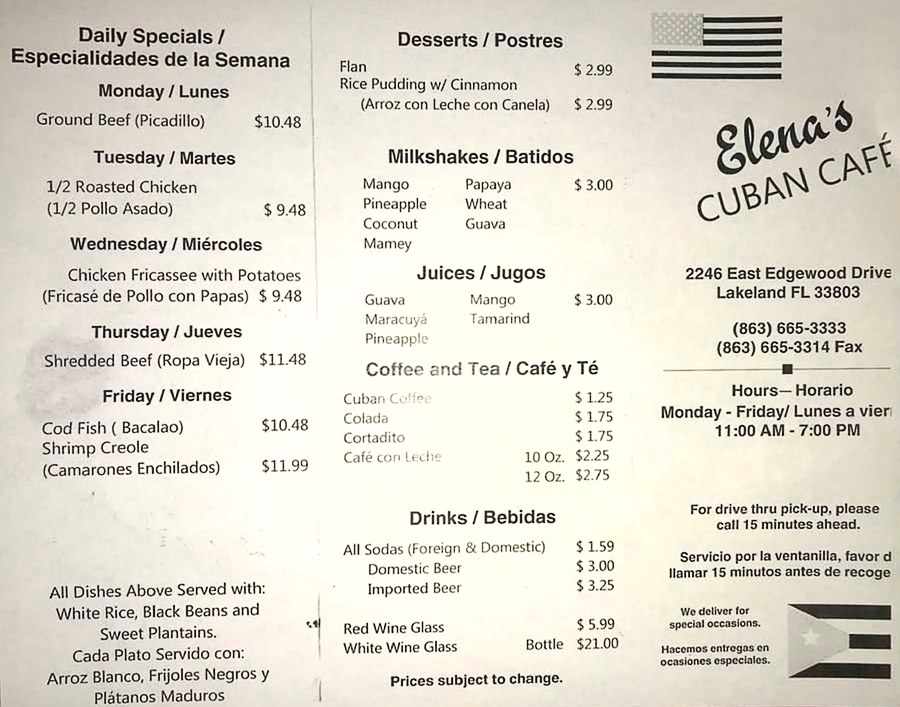 Daily Specials /
Especialidades de la Semana
Monday / Lunes
Ground Beef (Picadillo) $10.48
Tuesday / Martes
1/2 Roasted Chicken
(1/2 Pollo Asado) $ 9.48
Wednesday / Miércoles
Chicken Fricassee with Potatoes
(Fricasé de Pollo con Papas) $ 9.48
Thursday / Jueves
Shredded Beef (Ropa Vieja) $11.48
Friday / Viernes
Cod Fish ( Bacalao) $10.48
Shrimp Creole
(Camarones Enchilados) $11.99
All Dishes Above Served with:
White Rice, Black Beans and
Sweet Plantains.
Cada Plato Servido con:
Arroz Blanco, Frijoles Negros y
Plátanos Maduros
Desserts / Postres
Flan $ 2.99
Rice Pudding w/ Cinnamon
(Arroz con Leche con Canela) $ 2.99
Milkshakes / Batidos
Mango Papaya $ 3.00
Pineapple Wheat
Coconut Guava
Mamey
Juices / Jugos
Guava Mango $ 3.00
Maracuyá Tamarind
Pineapple
Coffee and Tea / Café y Té
Cuban Coffee $ 1.25
Colada $ 1.75
Cortadito $ 1.75
Café con Leche 10 Oz. $2.25
12 Oz. $2.75
Drinks / Bebidas
All Sodas (Foreign & Domestic) $ 1.59
Domestic Beer $ 3.00
Imported Beer $ 3.25
Red Wine Glass $ 5.99
White Wine Glass Bottle $21.00
Prices subject to change.
Elena's
CUBAN CAFÉ
2246 East Edgewood Drive
Lakeland FL 33803
(863) 665-3333
(863) 665-3314 Fax
Hours— Horario
Monday - Friday/ Lunes a vier
11:00 AM - 7:00 PM
For drive thru pick-up, please
call 15 minutes ahead.
Servicio por la ventanilla, favor d
llamar 15 minutos antes de recoge
We deliver for
special occasions.
Hacemos entregas en
ocasiones especiales.